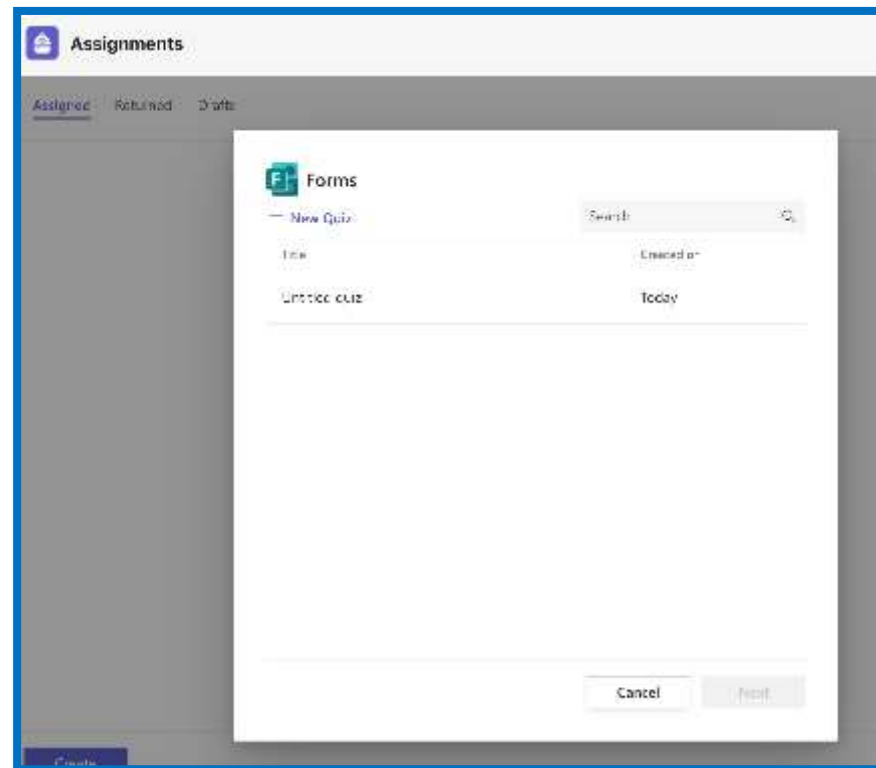 Assignments
Assigned Returned Drafts
Forms
New Quiz Search
Title Created on
Untitled quiz Today
Cancel Next
Create